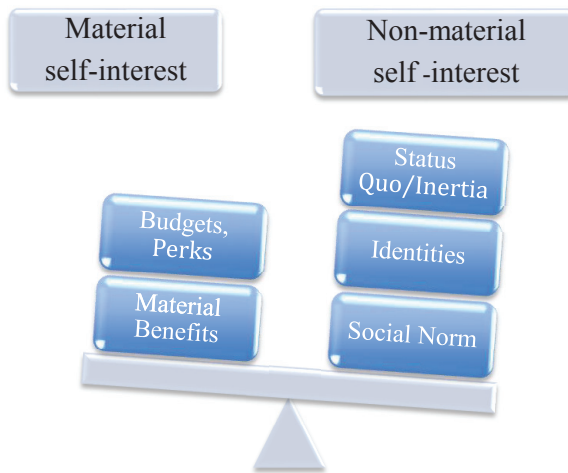 Material
self-interest
Non-material
self -interest
Status
Quo/Inertia
Budgets,
Perks
Identities
Material
Benefits
Social Norm